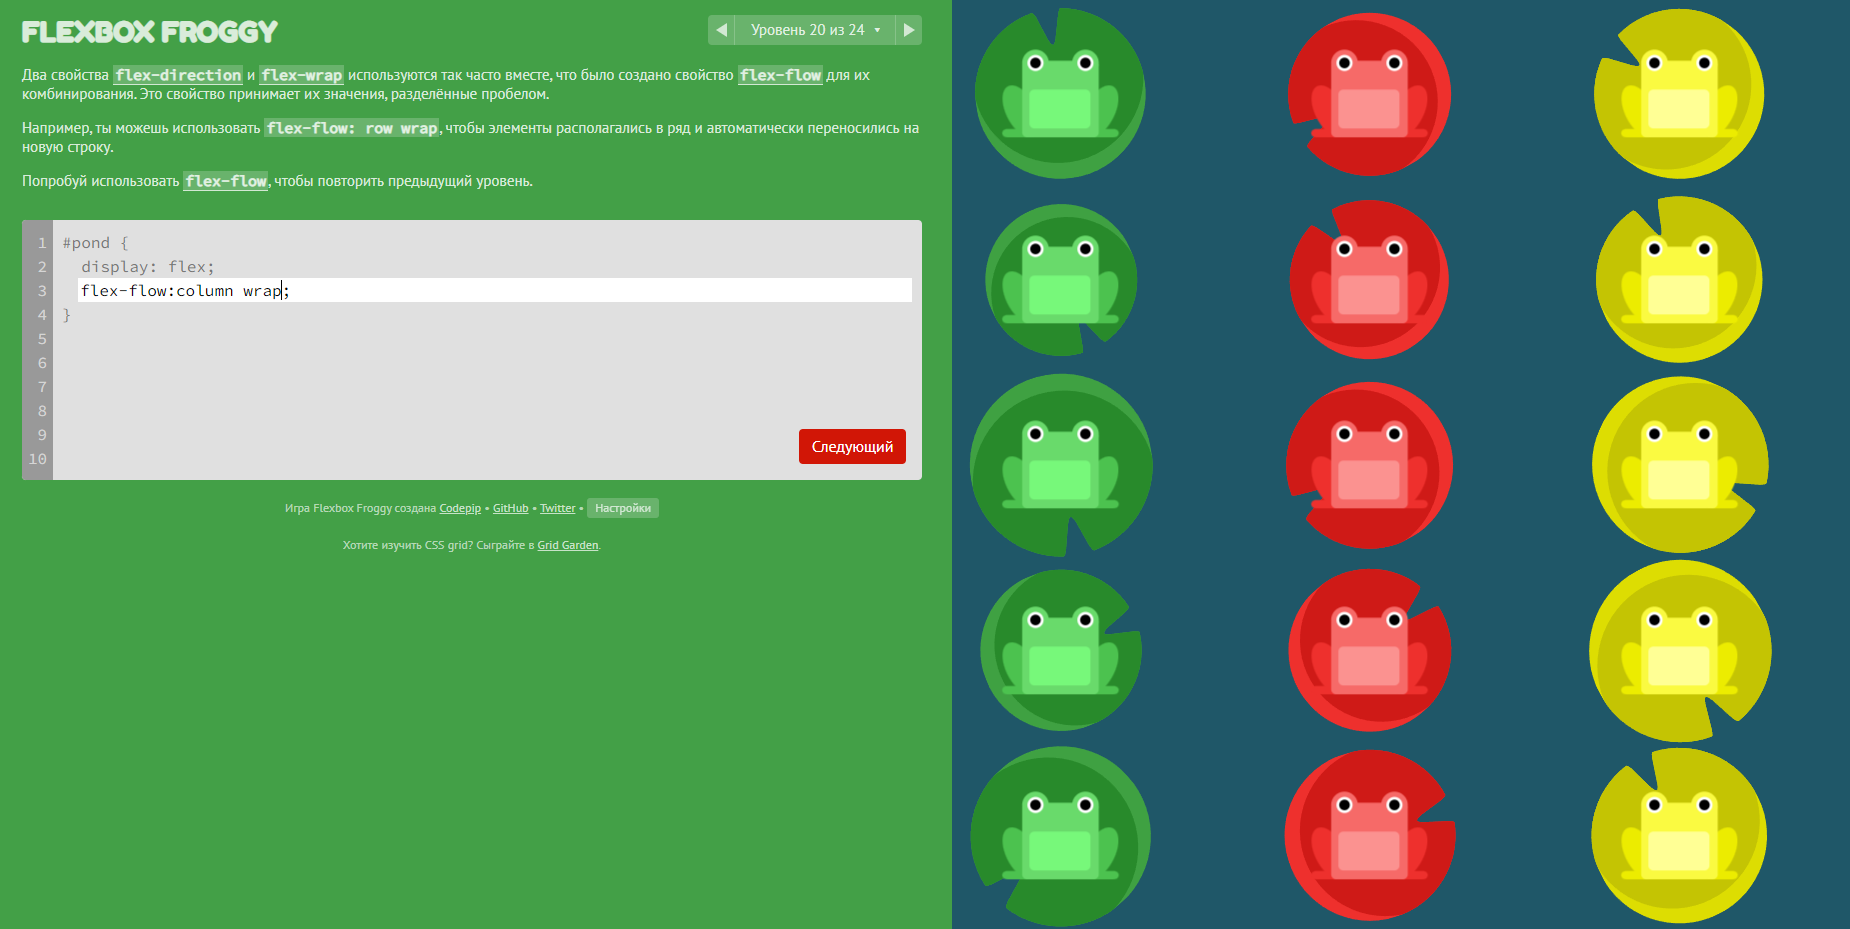 FLEXBOX FROGGY
Уровень 20 из 24
Два свойства flex-direction и flex-wrap используются так часто вместе, что было создано свойство flex-flow для их
комбинирования. Это свойство принимает их значения, разделённые пробелом.
Например, ты можешь использовать flex-flow: row wrap, чтобы элементы располагались в ряд и автоматически переносились на
новую строку.
Попробуй использовать flex-flow, чтобы повторить предыдущий уровень.
1 #pond {
2 display: flex;
3 flex-flow:column wrap;
4 }
5
6
7
8
9
10
Следующий
Игра Flexbox Froggy создана Codepip • GitHub • Twitter • Настройки
Хотите изучить CSS grid? Сыграйте в Grid Garden.